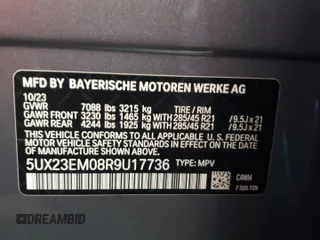 MFD BY BAYERISCHE MOTOREN WERKE AG
10/23
GVWR 7088 lbs 3215 kg TIRE / RIM
GAWR FRONT 3230 lbs 1465 kg 285/45 R21 /9.5J x 21
GAWR REAR 4244 lbs 1925 kg 285/45 R21 /9.5J x 21
THIS VEHICLE CONFORMS TO ALL APPLICABLE
FEDERAL MOTOR VEHICLE SAFETY STANDARDS IN
EFFECT ON THE DATE OF MANUFACTURE SHOWN ABOVE.
5UX23EM08R9U17736 TYPE: MPV
C4WM
DREAMBID